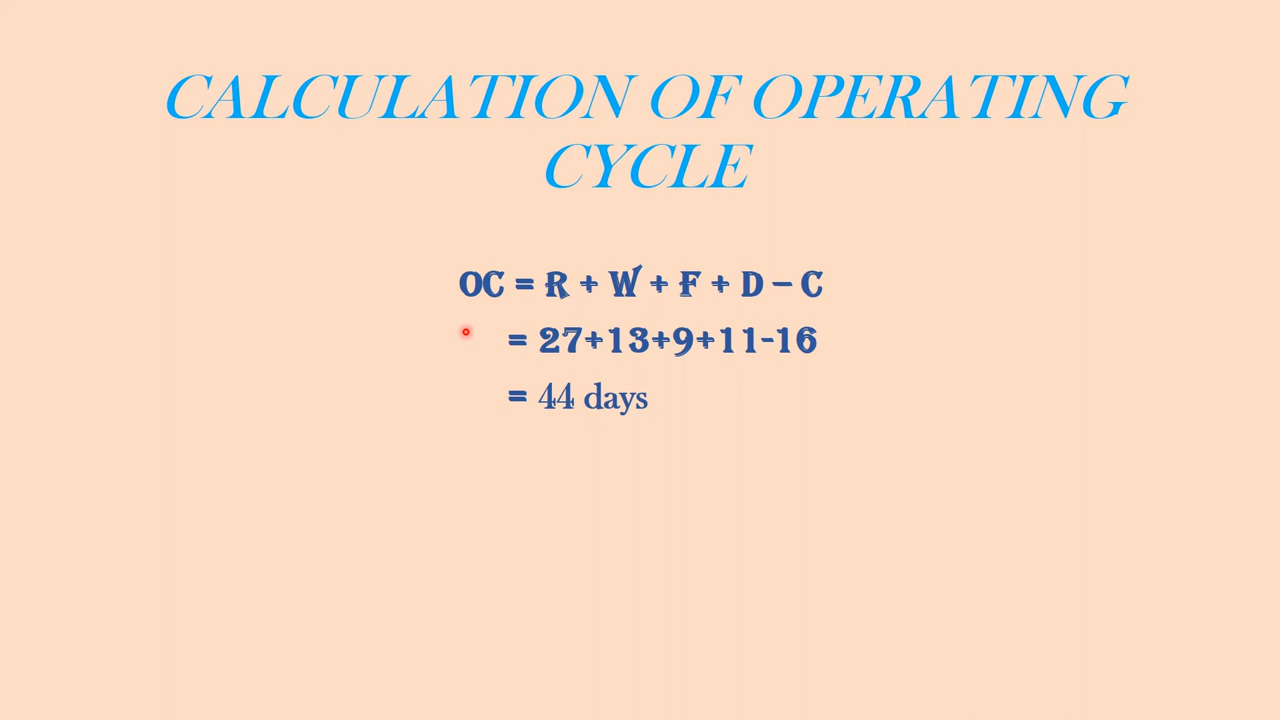 CALCULATION OF OPERATING
CYCLE
OC = R + W + F + D – C
= 27+13+9+11-16
= 44 days